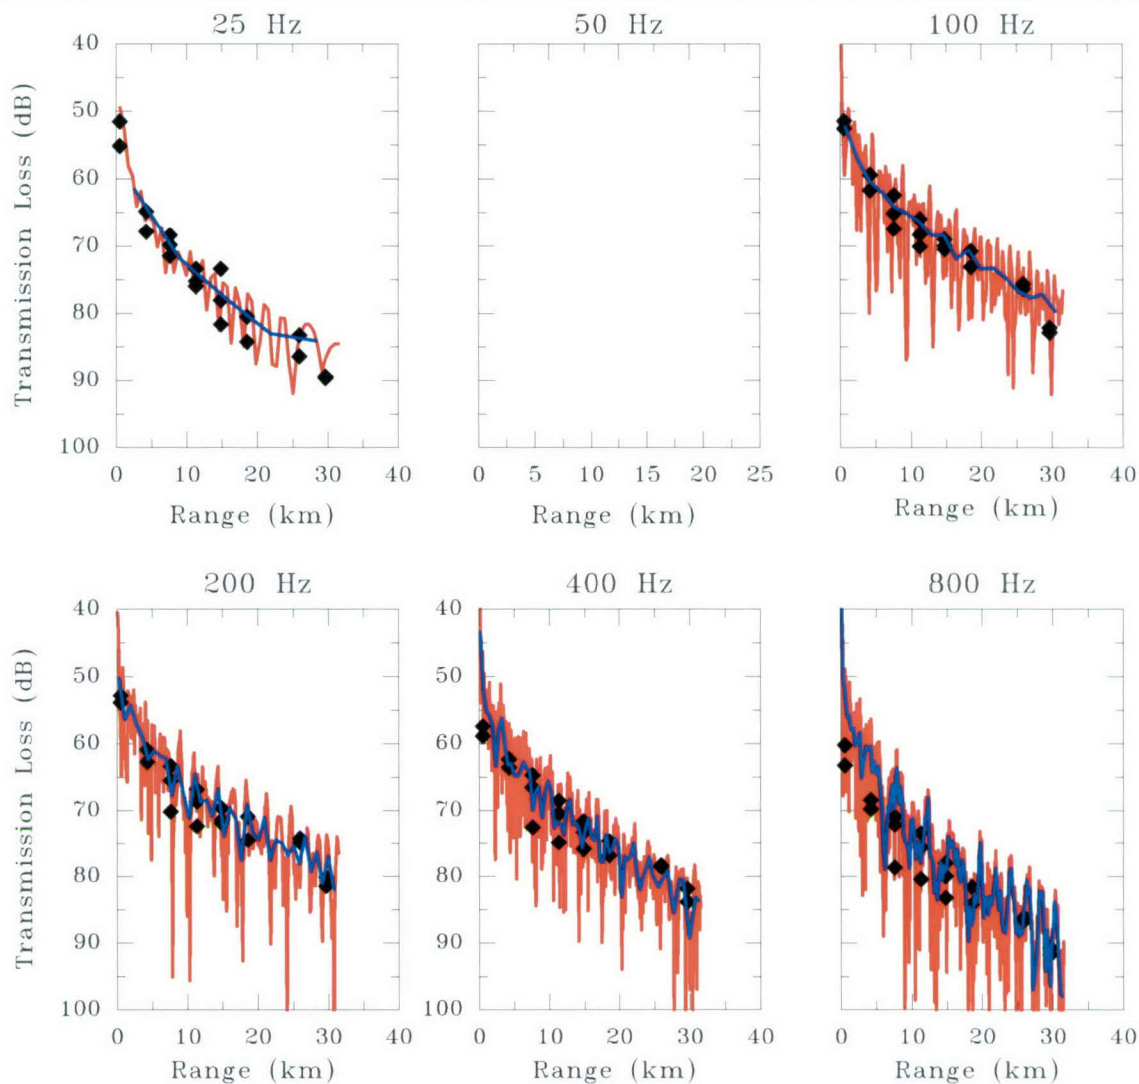 25 Hz
50 Hz
100 Hz
Transmission Loss (dB)
40
50
60
70
80
90
100
0 10 20 30 40
0 5 10 15 20 25
0 10 20 30 40
Range (km)
Range (km)
Range (km)
200 Hz
400 Hz
800 Hz
Transmission Loss (dB)
40
50
60
70
80
90
100
0 10 20 30 40
0 10 20 30 40
0 10 20 30 40
Range (km)
Range (km)
Range (km)